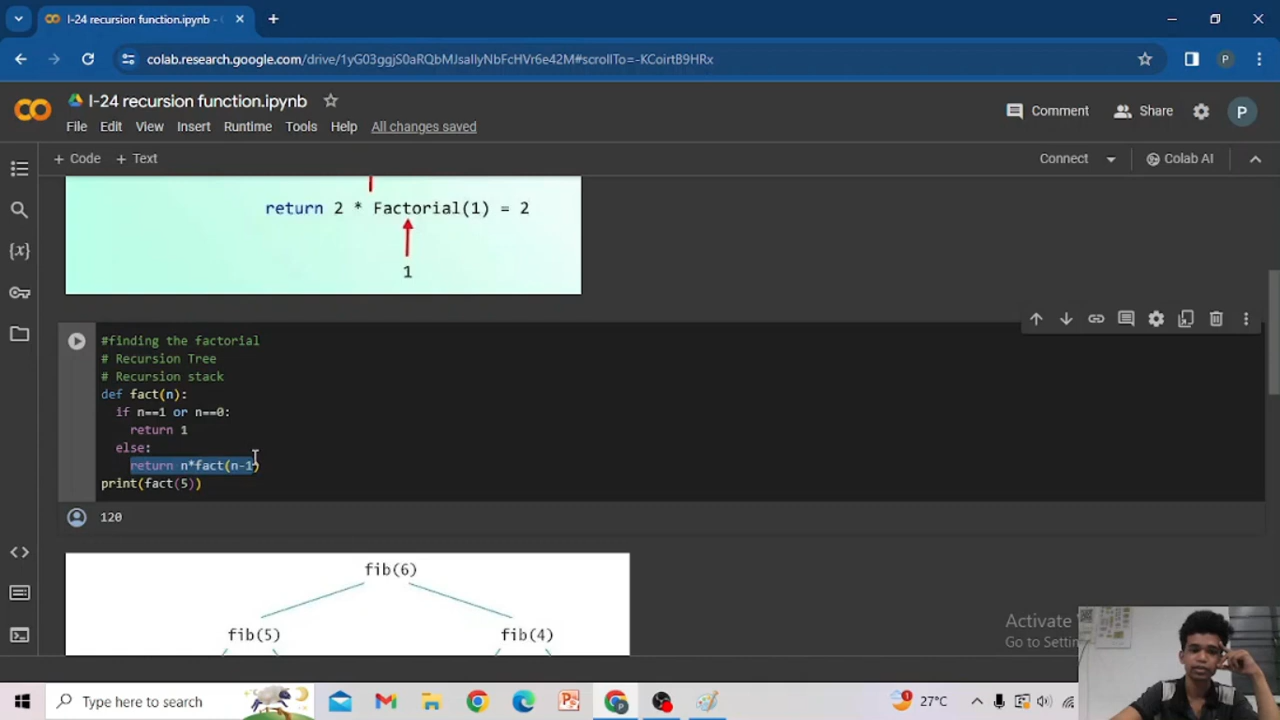 l-24 recursion function.ipynb -
colab.research.google.com/drive/1yG03ggjS0aRQbMJsaIlyNbFcHVr6e42M#scrollTo=-KCoirtB9HRx
P
CO
l-24 recursion function.ipynb
Comment
Share
P
File Edit View Insert Runtime Tools Help All changes saved
+ Code + Text
Connect
Colab AI
return 2 * Factorial(1) = 2
1
{x}
#finding the factorial
# Recursion Tree
# Recursion stack
def fact(n):
if n==1 or n==0:
return 1
else:
return n*fact(n-1)
print(fact(5))
120
fib(6)
fib(5) fib(4)
Activate
Go to Settin
Type here to search
27°C